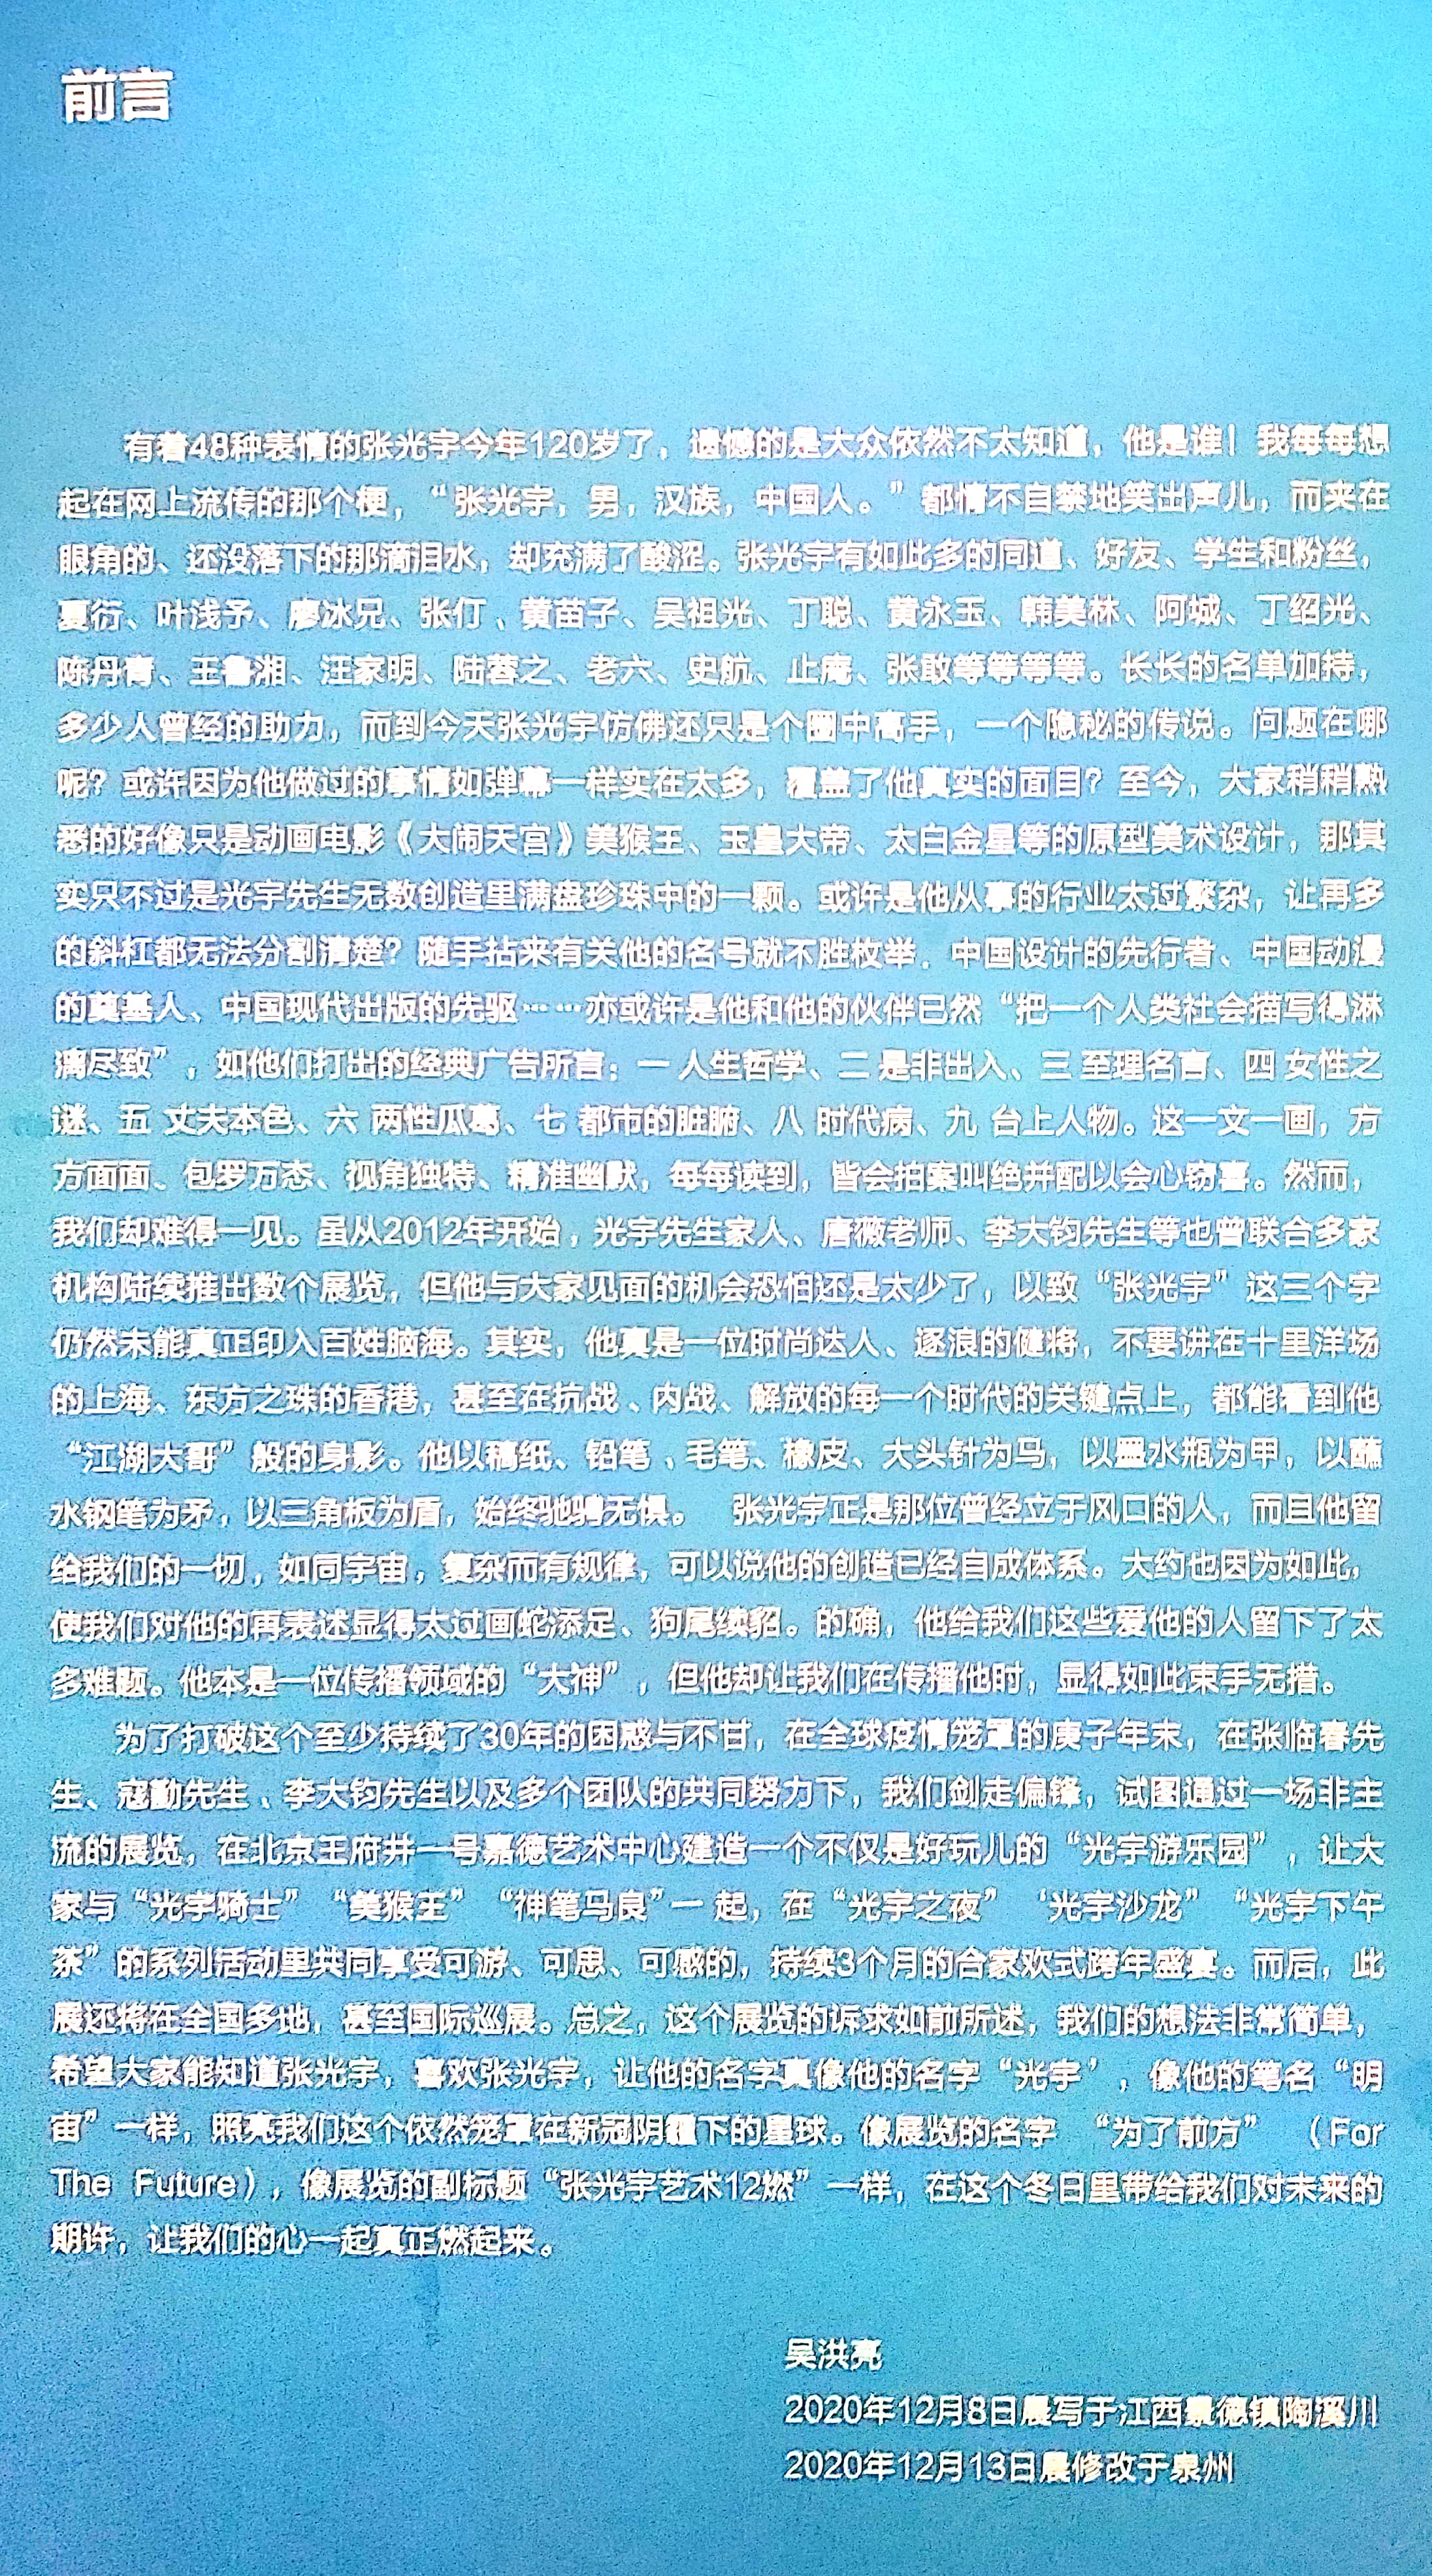 前言
有着48种表情的张光宇今年120岁了，遗憾的是大众依然不太知道，他是谁！我每每想
起在网上流传的那个梗，“张光宇，男，汉族，中国人。”都情不自禁地笑出声儿，而夹在
眼角的、还没落下的那滴泪水，却充满了酸涩。张光宇有如此多的同道、好友、学生和粉丝，
夏衍、叶浅予、廖冰兄、张仃、黄苗子、吴祖光、丁聪、黄永玉、韩美林、阿城、丁绍光、
陈丹青、王鲁湘、汪家明、陆蓉之、老六、史航、止庵、张敢等等等等。长长的名单加持，
多少人曾经的助力，而到今天张光宇仿佛还只是个圈中高手，一个隐秘的传说。问题在哪
呢？或许因为他做过的事情如弹幕一样实在太多，覆盖了他真实的面目？至今，大家稍稍熟
悉的好像只是动画电影《大闹天宫》美猴王、玉皇大帝、太白金星等的原型美术设计，那其
实只不过是光宇先生无数创造里满盘珍珠中的一颗。或许是他从事的行业太过繁杂，让再多
的斜杠都无法分割清楚？随手拈来有关他的名号就不胜枚举，中国设计的先行者、中国动漫
的奠基人、中国现代出版的先驱……亦或许是他和他的伙伴已然“把一个人类社会描写得淋
漓尽致”，如他们打出的经典广告所言：一 人生哲学、二 是非出入、三 至理名言、四 女性之
谜、五 丈夫本色、六 两性瓜葛、七 都市的脏腑、八 时代病、九 台上人物。这一文一画，方
方面面、包罗万态、视角独特、精准幽默，每每读到，皆会拍案叫绝并配以会心窃喜。然而，
我们却难得一见。虽从2012年开始，光宇先生家人、唐薇老师、李大钧先生等也曾联合多家
机构陆续推出数个展览，但他与大家见面的机会恐怕还是太少了，以致“张光宇”这三个字
仍然未能真正印入百姓脑海。其实，他真是一位时尚达人、逐浪的健将，不要讲在十里洋场
的上海、东方之珠的香港，甚至在抗战、内战、解放的每一个时代的关键点上，都能看到他
“江湖大哥”般的身影。他以稿纸、铅笔、毛笔、橡皮、大头针为马，以墨水瓶为甲，以蘸
水钢笔为矛，以三角板为盾，始终驰骋无惧。 张光宇正是那位曾经立于风口的人，而且他留
给我们的一切，如同宇宙，复杂而有规律，可以说他的创造已经自成体系。大约也因为如此，
使我们对他的再表述显得太过画蛇添足、狗尾续貂。的确，他给我们这些爱他的人留下了太
多难题。他本是一位传播领域的“大神”，但他却让我们在传播他时，显得如此束手无措。
为了打破这个至少持续了30年的困惑与不甘，在全球疫情笼罩的庚子年末，在张临春先
生、寇勤先生、李大钧先生以及多个团队的共同努力下，我们剑走偏锋，试图通过一场非主
流的展览，在北京王府井一号嘉德艺术中心建造一个不仅是好玩儿的“光宇游乐园”，让大
家与“光宇骑士”“美猴王”“神笔马良”一 起，在“光宇之夜” ‘光宇沙龙”“光宇下午
茶”的系列活动里共同享受可游、可思、可感的，持续3个月的合家欢式跨年盛宴。而后，此
展还将在全国多地，甚至国际巡展。总之，这个展览的诉求如前所述，我们的想法非常简单，
希望大家能知道张光宇，喜欢张光宇，让他的名字真像他的名字“光宇’，像他的笔名“明
宙”一样，照亮我们这个依然笼罩在新冠阴霾下的星球。像展览的名字 “为了前方” （For
The Future），像展览的副标题“张光宇艺术12燃”一样，在这个冬日里带给我们对未来的
期许，让我们的心一起真正燃起来。
吴洪亮
2020年12月8日晨写于江西景德镇陶溪川
2020年12月13日晨修改于泉州